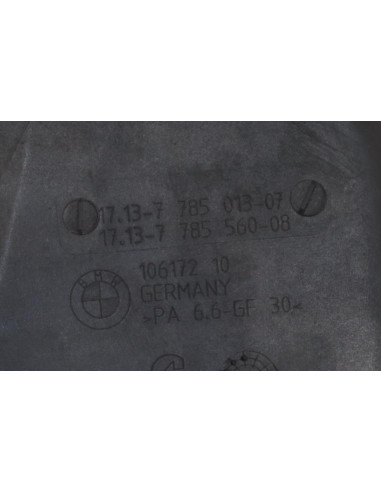 17.13-7 785 013-07
17.13-7 785 560-08
106172 10
GERMANY
BMW
>PA 6.6-GF 30<